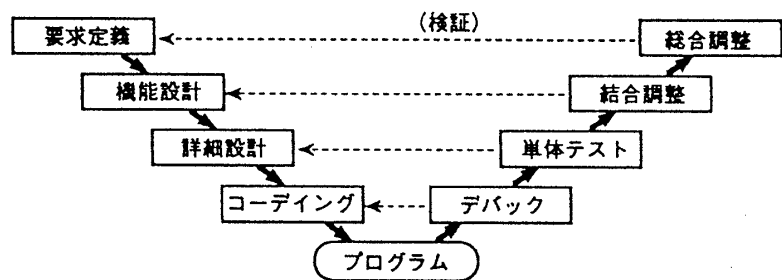 (検証)
要求定義
総合調整
機能設計
結合調整
詳細設計
単体テスト
コーデイング
デバック
プログラム